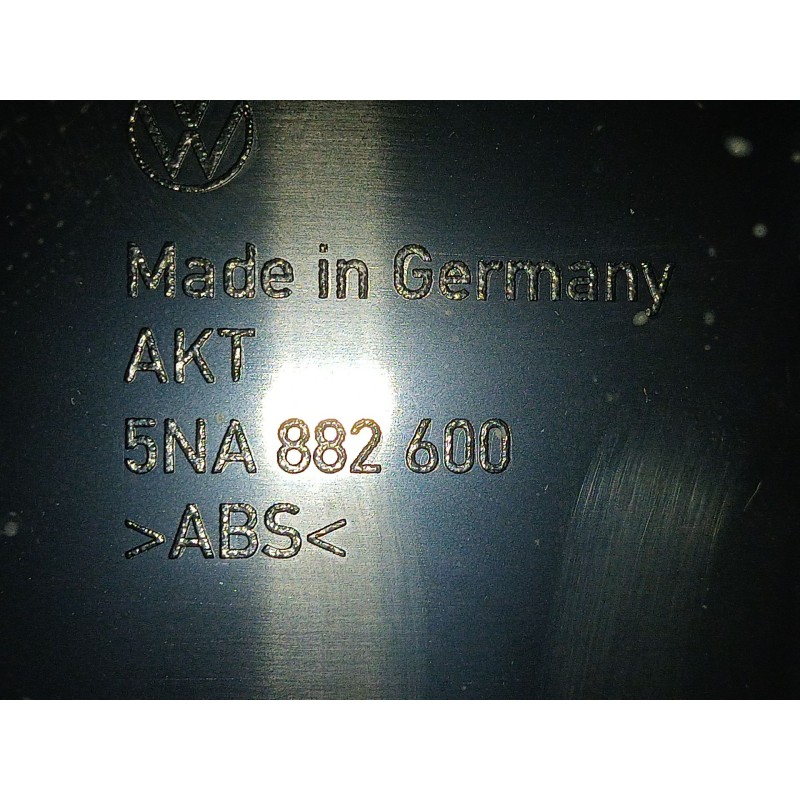 Made in Germany
AKT
5NA 882 600
>ABS<